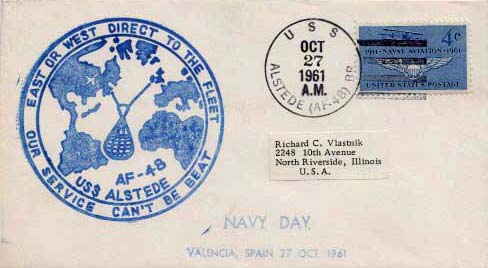 EAST OR WEST DIRECT TO THE FLEET
AF-48
USS ALSTEDE
OUR SERVICE CAN'T BE BEAT
U S S
OCT
27
1961
A.M.
ALSTEDE (AF-48) BR.
4¢
1911-NAVAL AVIATION-1961
UNITED STATES POSTAGE
Richard C. Vlastnik
2248 10th Avenue
North Riverside, Illinois
U.S.A.
NAVY DAY
VALENCIA, SPAIN 27 OCT. 1961